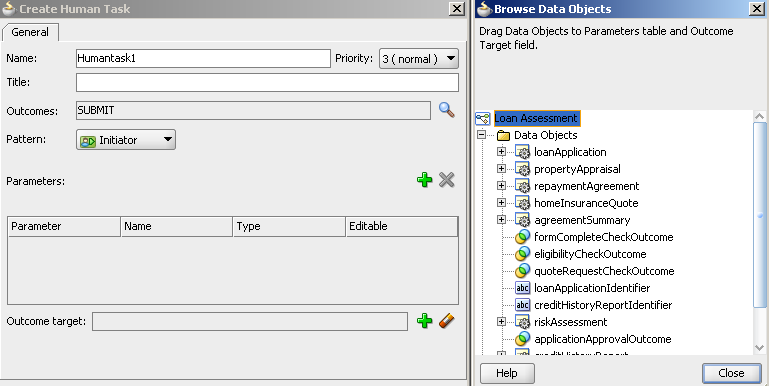 Create Human Task
General
Name: Humantask1 Priority: 3 ( normal )
Title:
Outcomes: SUBMIT
Pattern: Initiator
Parameters:
Parameter Name Type Editable
Outcome target:
Browse Data Objects
Drag Data Objects to Parameters table and Outcome
Target field.
Loan Assessment
Data Objects
loanApplication
propertyAppraisal
repaymentAgreement
homeInsuranceQuote
agreementSummary
formCompleteCheckOutcome
eligibilityCheckOutcome
quoteRequestCheckOutcome
abc loanApplicationIdentifier
abc creditHistoryReportIdentifier
riskAssessment
applicationApprovalOutcome
creditHistoryReport
Help Close